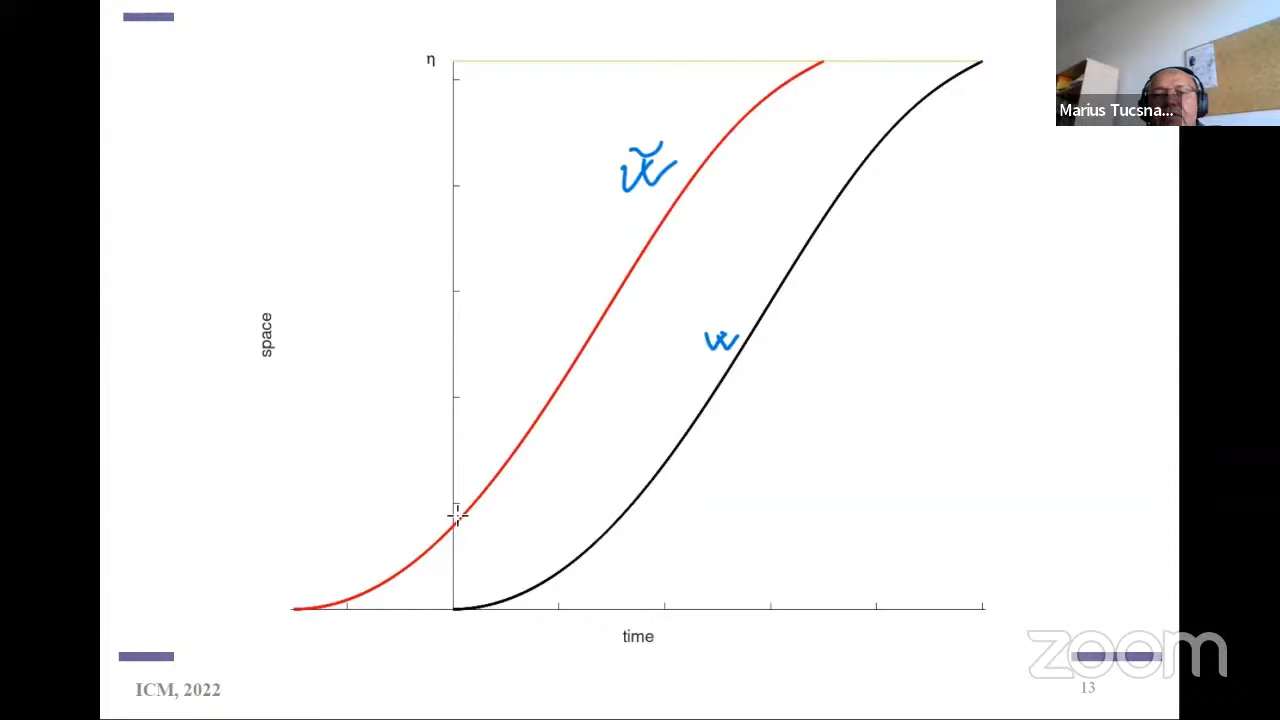 η
Marius Tucsna...
w̃
w
space
time
zoom
ICM, 2022
13